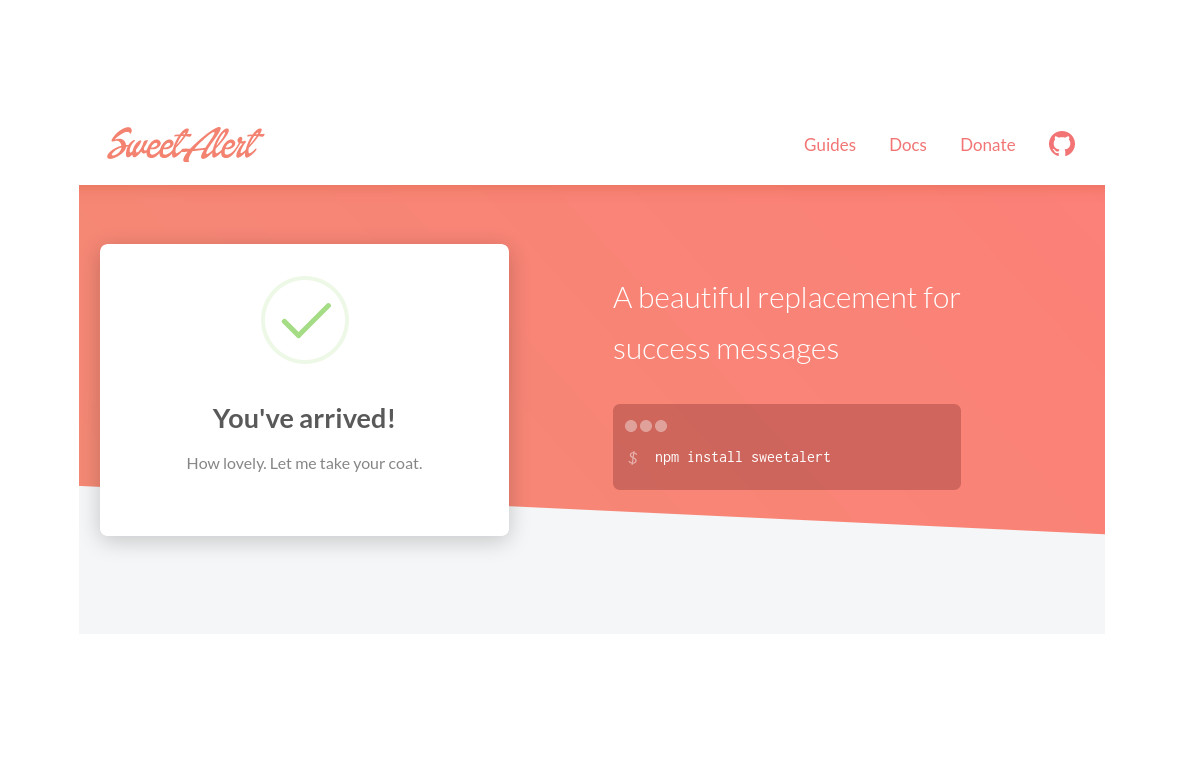 SweetAlert
Guides Docs Donate
You've arrived!
How lovely. Let me take your coat.
A beautiful replacement for
success messages
$ npm install sweetalert